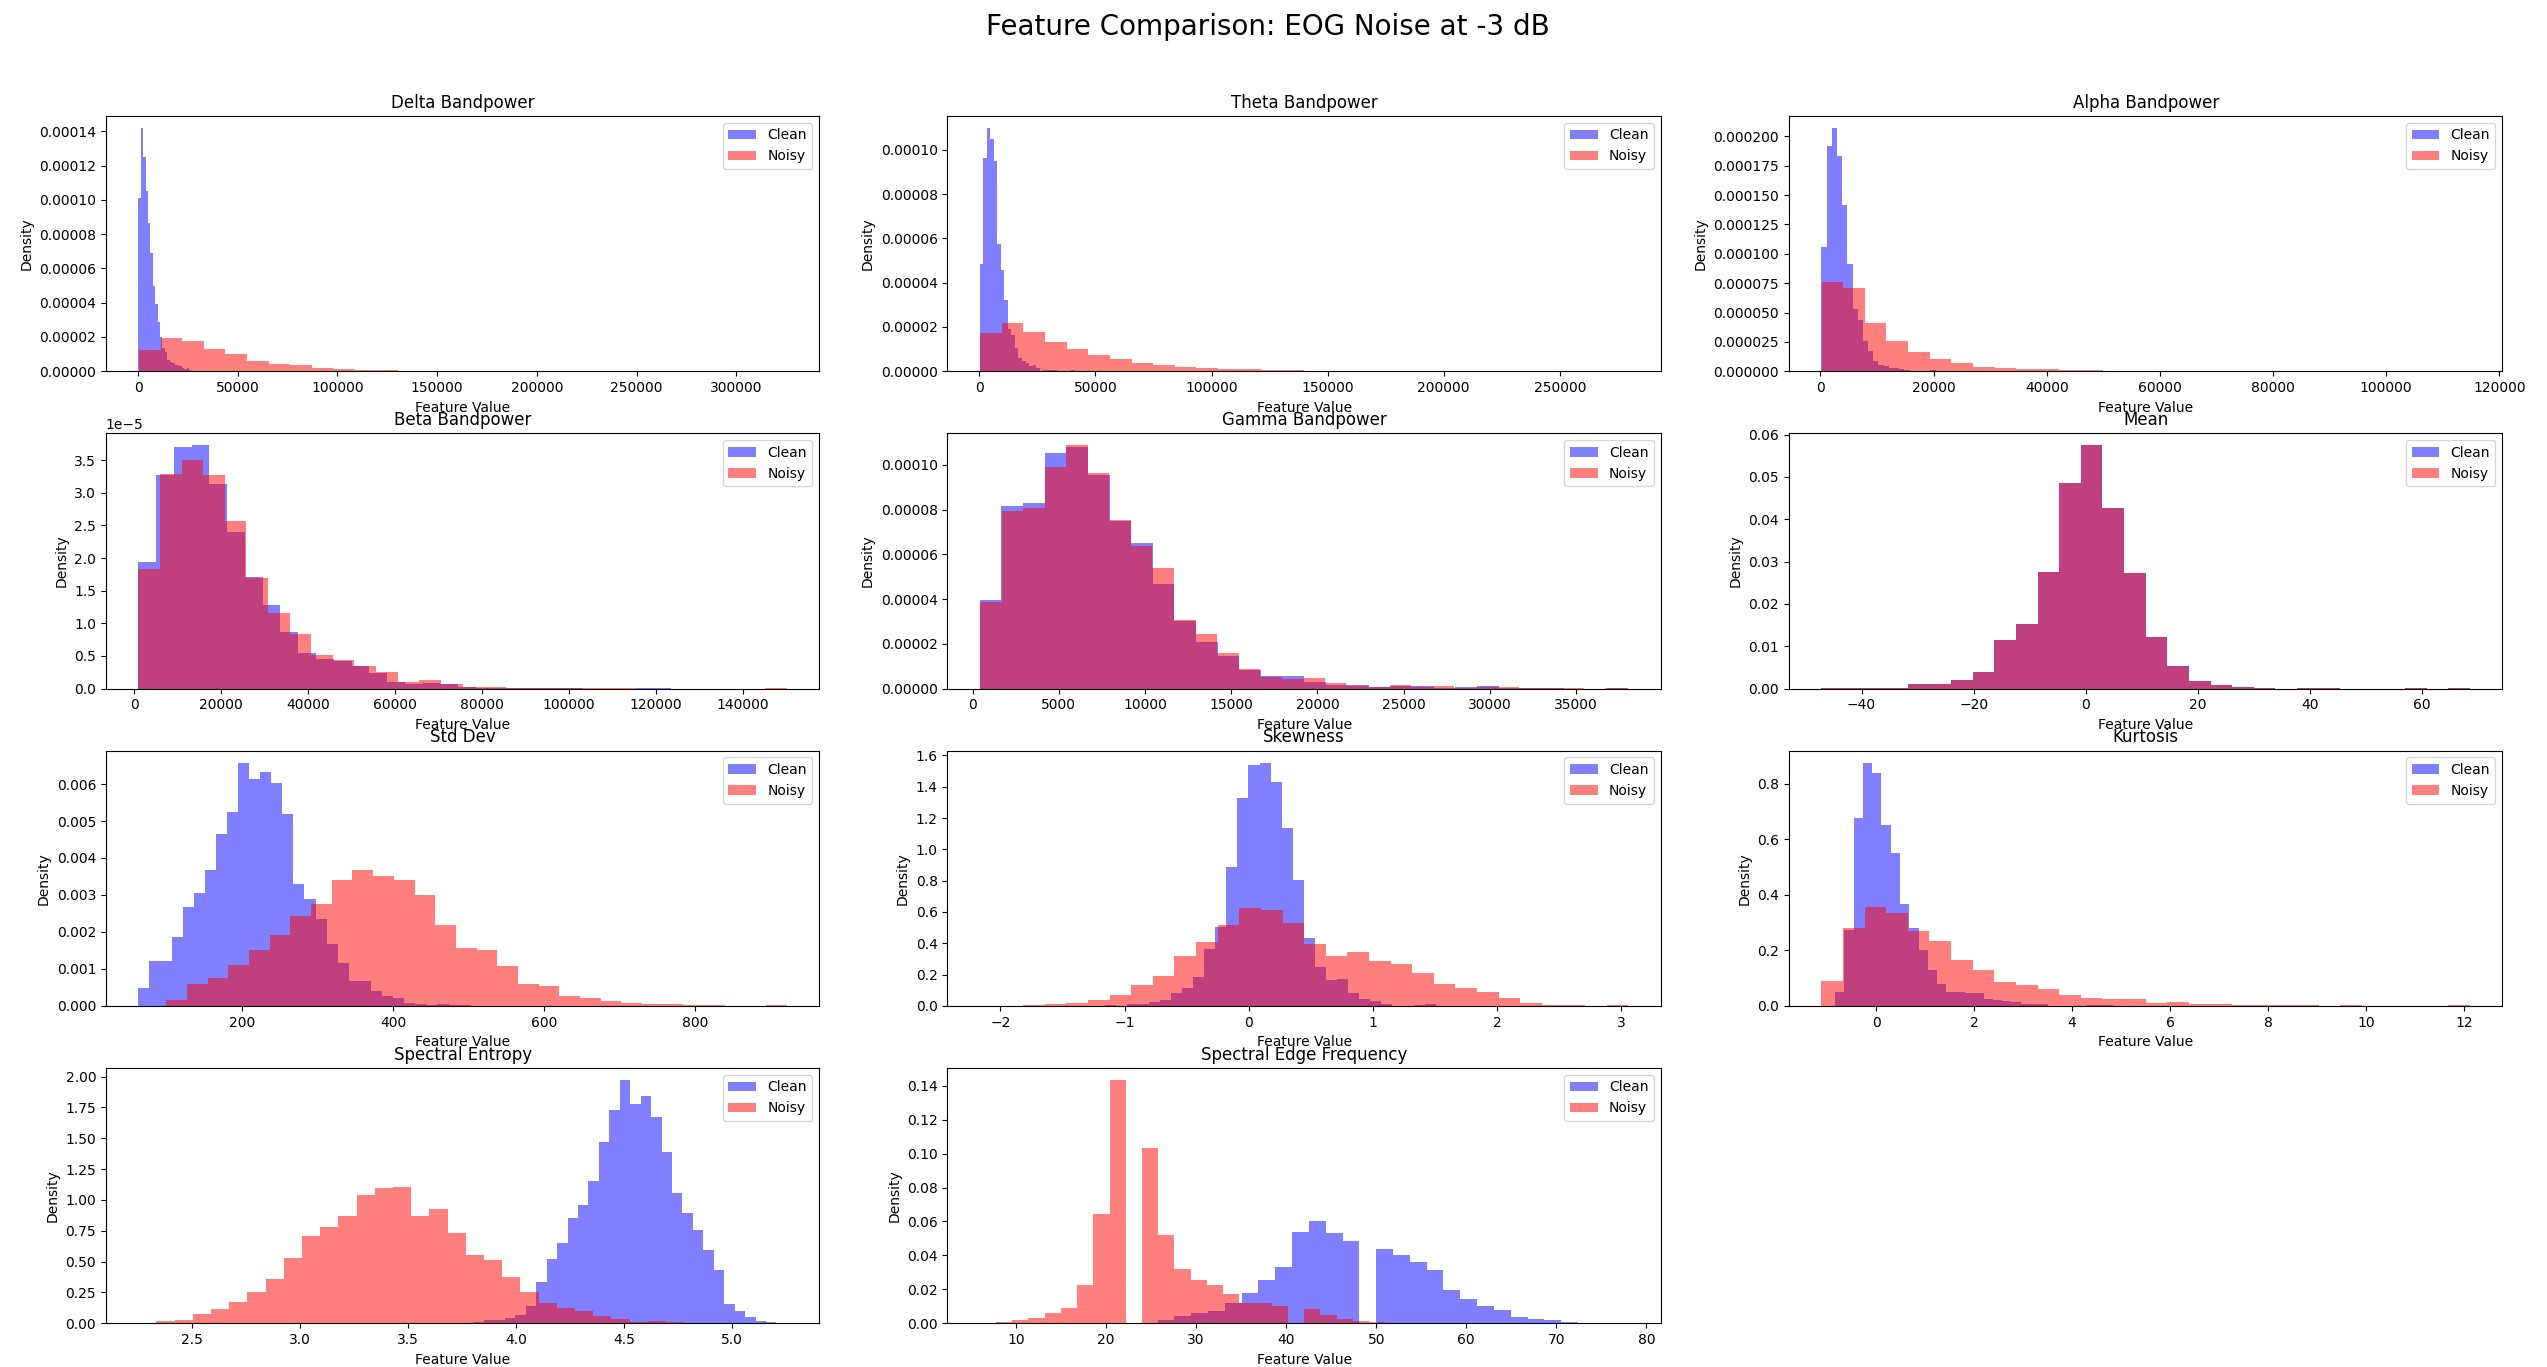 Feature Comparison: EOG Noise at -3 dB
Delta Bandpower
Density
0.00014
0.00012
0.00010
0.00008
0.00006
0.00004
0.00002
0.00000
0 50000 100000 150000 200000 250000 300000
Feature Value
Clean
Noisy
Theta Bandpower
Density
0.00010
0.00008
0.00006
0.00004
0.00002
0.00000
0 50000 100000 150000 200000 250000
Feature Value
Clean
Noisy
Alpha Bandpower
Density
0.000200
0.000175
0.000150
0.000125
0.000100
0.000075
0.000050
0.000025
0.000000
0 20000 40000 60000 80000 100000 120000
Feature Value
Clean
Noisy
Beta Bandpower
1e−5
Density
3.5
3.0
2.5
2.0
1.5
1.0
0.5
0.0
0 20000 40000 60000 80000 100000 120000 140000
Feature Value
Clean
Noisy
Gamma Bandpower
Density
0.00010
0.00008
0.00006
0.00004
0.00002
0.00000
0 5000 10000 15000 20000 25000 30000 35000
Feature Value
Clean
Noisy
Mean
Density
0.06
0.05
0.04
0.03
0.02
0.01
0.00
−40 −20 0 20 40 60
Feature Value
Clean
Noisy
Std Dev
Density
0.006
0.005
0.004
0.003
0.002
0.001
0.000
200 400 600 800
Feature Value
Clean
Noisy
Skewness
Density
1.6
1.4
1.2
1.0
0.8
0.6
0.4
0.2
0.0
−2 −1 0 1 2 3
Feature Value
Clean
Noisy
Kurtosis
Density
0.8
0.6
0.4
0.2
0.0
0 2 4 6 8 10 12
Feature Value
Clean
Noisy
Spectral Entropy
Density
2.00
1.75
1.50
1.25
1.00
0.75
0.50
0.25
0.00
2.5 3.0 3.5 4.0 4.5 5.0
Feature Value
Clean
Noisy
Spectral Edge Frequency
Density
0.14
0.12
0.10
0.08
0.06
0.04
0.02
0.00
10 20 30 40 50 60 70 80
Feature Value
Clean
Noisy